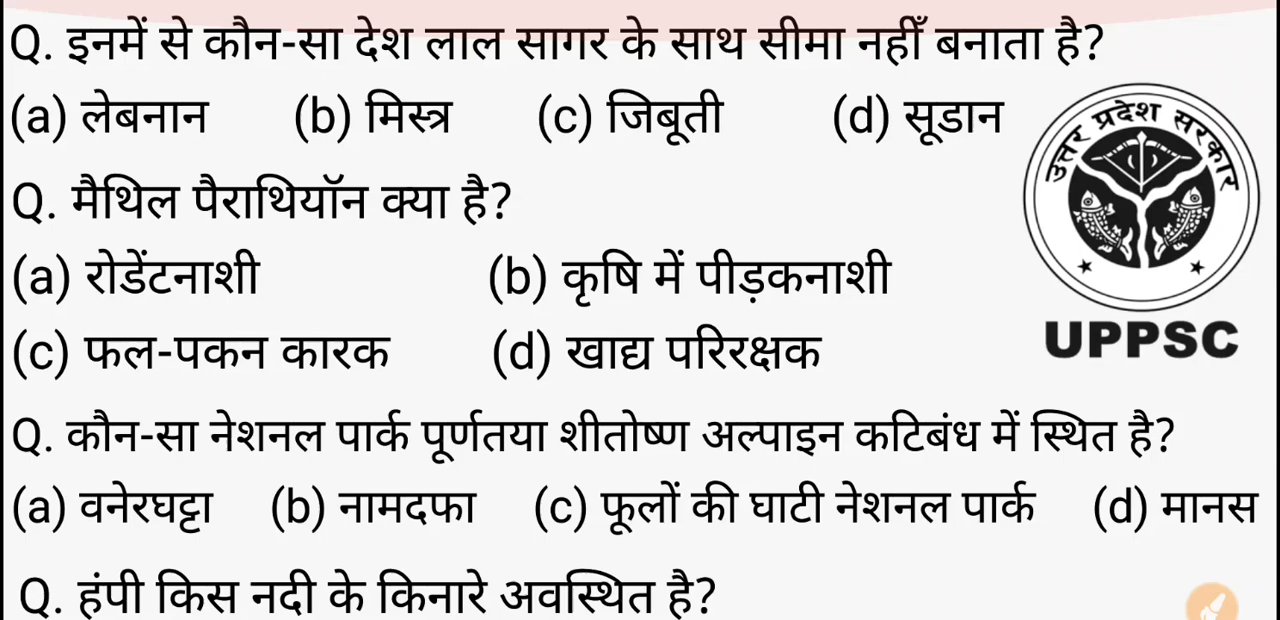 Q. इनमें से कौन-सा देश लाल सागर के साथ सीमा नहीं बनाता है?
(a) लेबनान (b) मिस्त्र (c) जिबूती (d) सूडान
उत्तर प्रदेश सरकार
Q. मैथिल पैराथियॉन क्या है?
(a) रोडेंटनाशी (b) कृषि में पीड़कनाशी
UPPSC
(c) फल-पकन कारक (d) खाद्य परिरक्षक
Q. कौन-सा नेशनल पार्क पूर्णतया शीतोष्ण अल्पाइन कटिबंध में स्थित है?
(a) वनेरघट्टा (b) नामदफा (c) फूलों की घाटी नेशनल पार्क (d) मानस
Q. हंपी किस नदी के किनारे अवस्थित है?